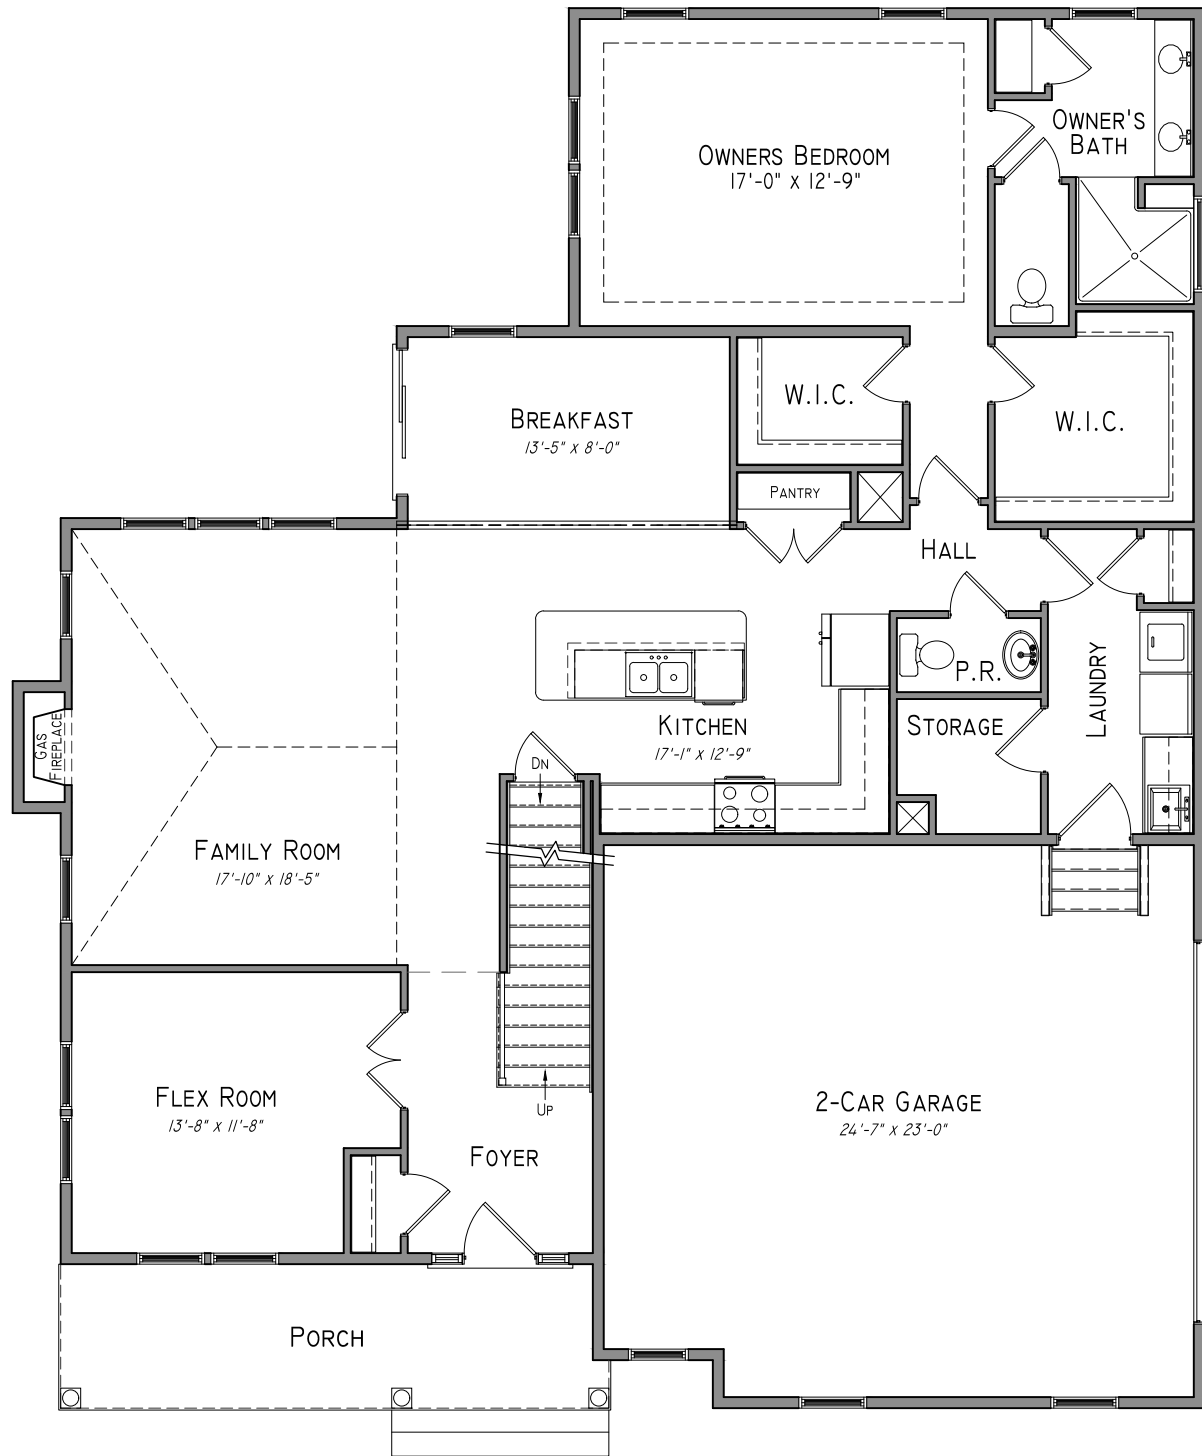 OWNER'S
BATH
OWNERS BEDROOM
17'-0" X 12'-9"
W.I.C.
BREAKFAST
13'-5" X 8'-0"
W.I.C.
PANTRY
HALL
P.R.
LAUNDRY
STORAGE
KITCHEN
17'-1" X 12'-9"
GAS
FIREPLACE
DN
FAMILY ROOM
17'-10" X 18'-5"
FLEX ROOM
13'-8" X 11'-8"
UP
2-CAR GARAGE
24'-7" X 23'-0"
FOYER
PORCH